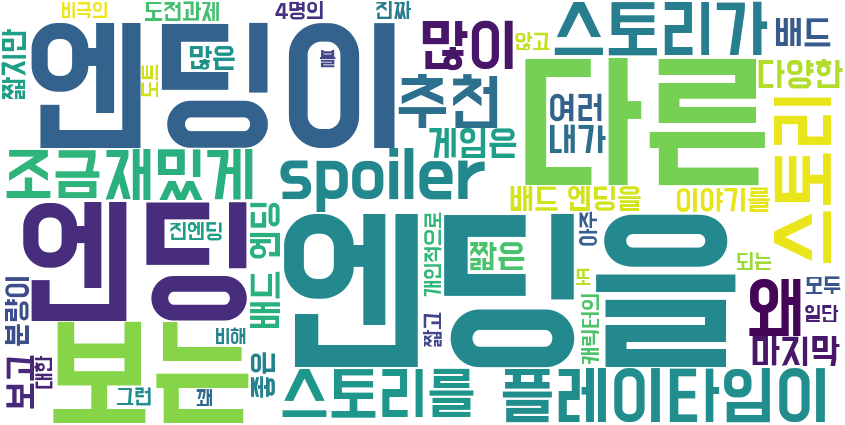 비극의
도전과제
4명의
진짜
짧지만
엔딩이
많은
도트
블
많이
않고
스토리가
배드
추천
다른
다양한
여러
내가
게임은
스토리
조금
재밌게
spoiler
배드 엔딩을
이야기를
엔딩
진엔딩
배드 엔딩
엔딩을
개인적으로
짧은
아주
되는
또
왜
모두
일단
마지막
분량이
보고
대한
보는
비해
그런
꽤
좋은
짧고
캐릭터의
스토리를
플레이타임이